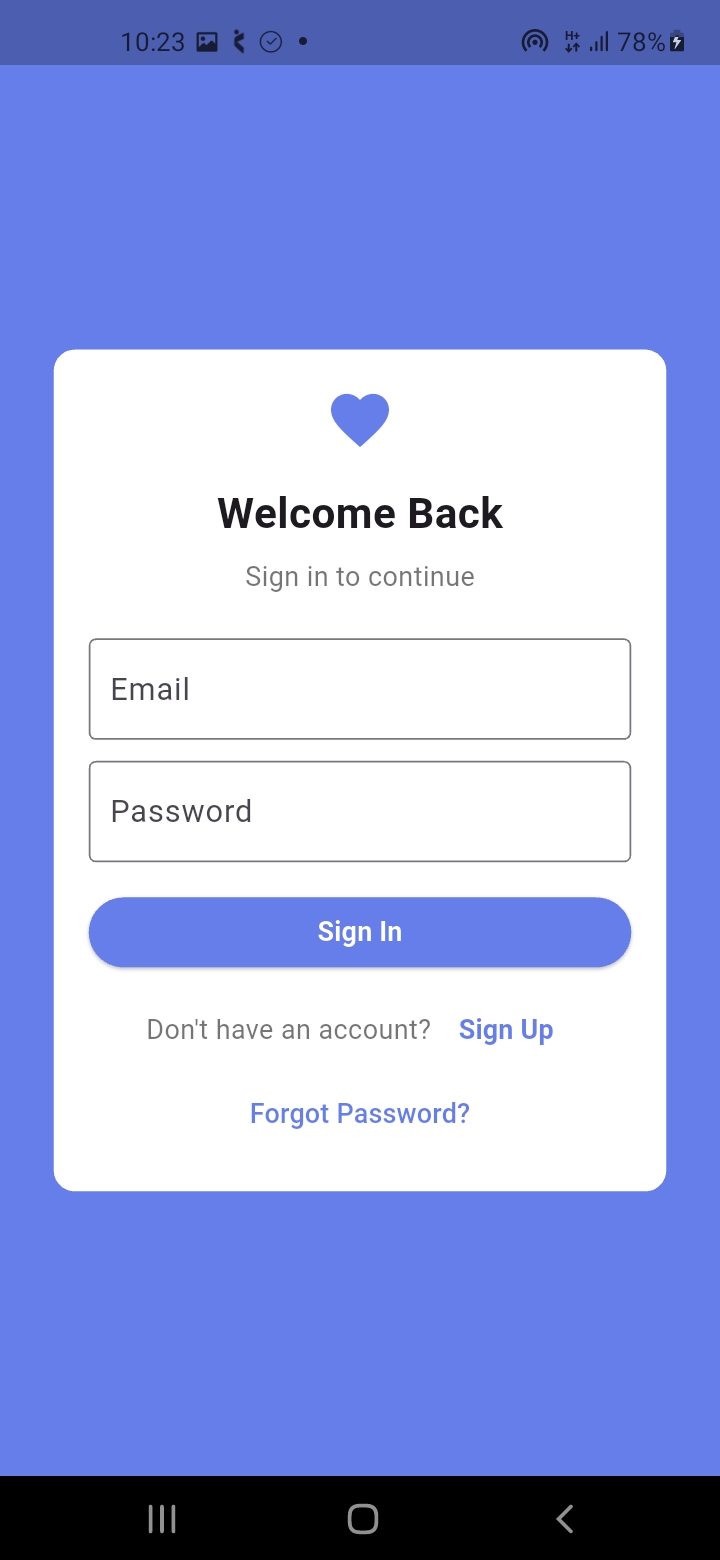 10:23 H+ 78%
Welcome Back
Sign in to continue
Email
Password
Sign In
Don't have an account? Sign Up
Forgot Password?